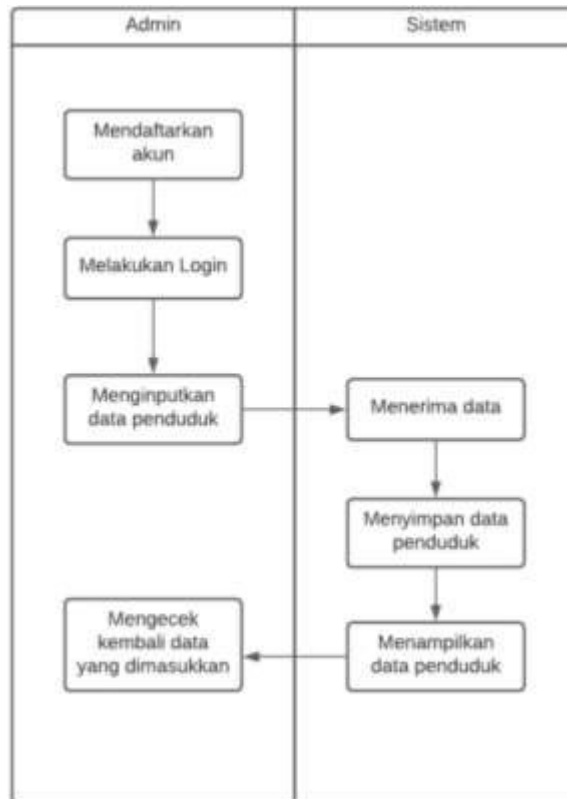 Admin
Sistem
Mendaftarkan
akun
Melakukan Login
Menginputkan
data penduduk
Menerima data
Menyimpan data
penduduk
Menampilkan
data penduduk
Mengecek
kembali data
yang dimasukkan